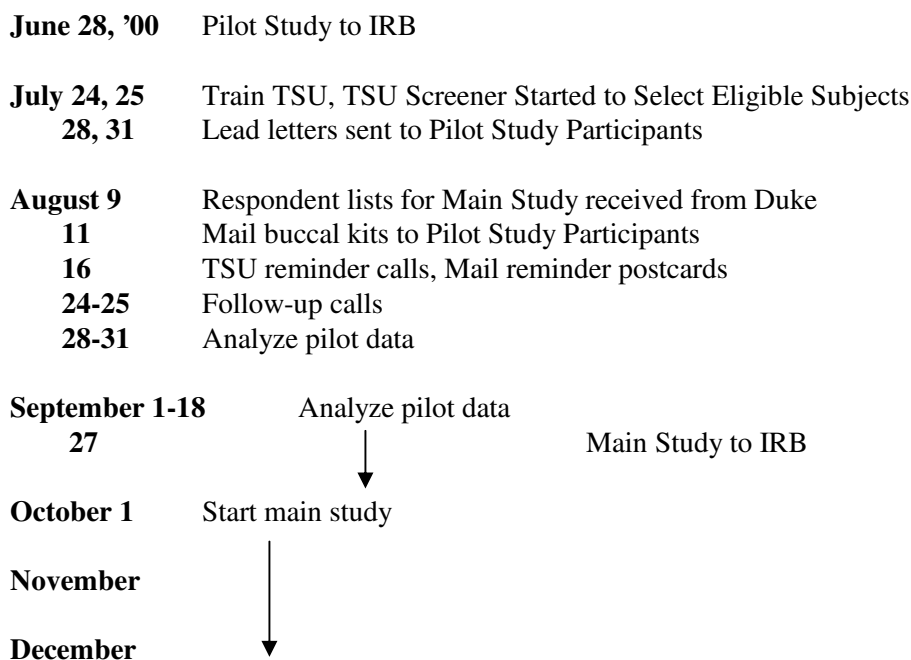 June 28, ’00 Pilot Study to IRB
July 24, 25 Train TSU, TSU Screener Started to Select Eligible Subjects
28, 31 Lead letters sent to Pilot Study Participants
August 9 Respondent lists for Main Study received from Duke
11 Mail buccal kits to Pilot Study Participants
16 TSU reminder calls, Mail reminder postcards
24-25 Follow-up calls
28-31 Analyze pilot data
September 1-18 Analyze pilot data
27 Main Study to IRB
October 1 Start main study
November
December